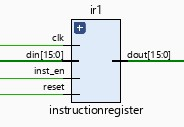 ir1
clk
din[15:0]
dout[15:0]
inst_en
reset
instructionregister